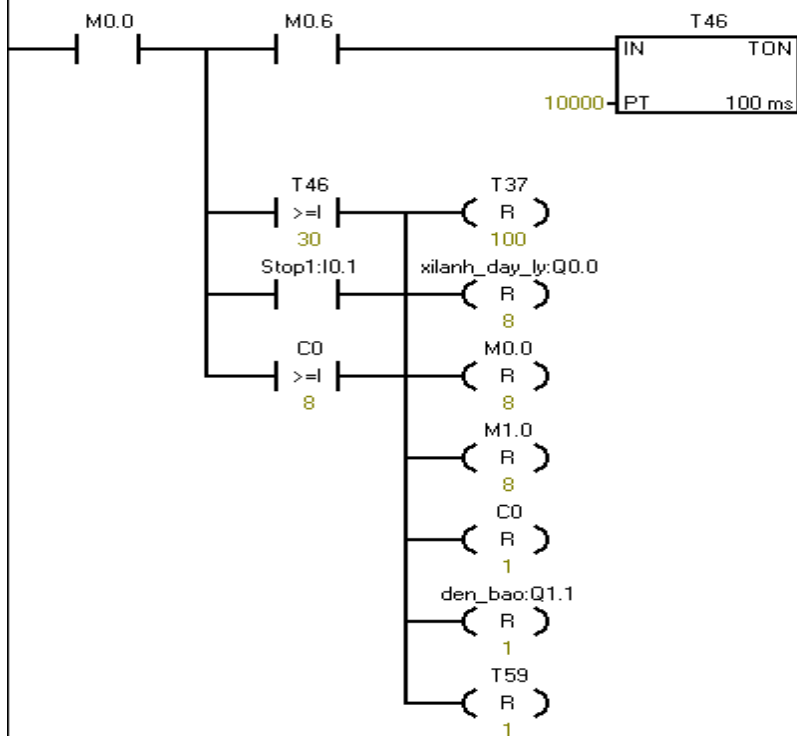 M0.0 M0.6 T46
IN TON
10000 PT 100 ms
T46 T37
>=I R
30 100
Stop1:I0.1 xilanh_day_ly:Q0.0
R
8
C0 M0.0
>=I R
8 8
M1.0
R
8
C0
R
1
den_bao:Q1.1
R
1
T59
R
1